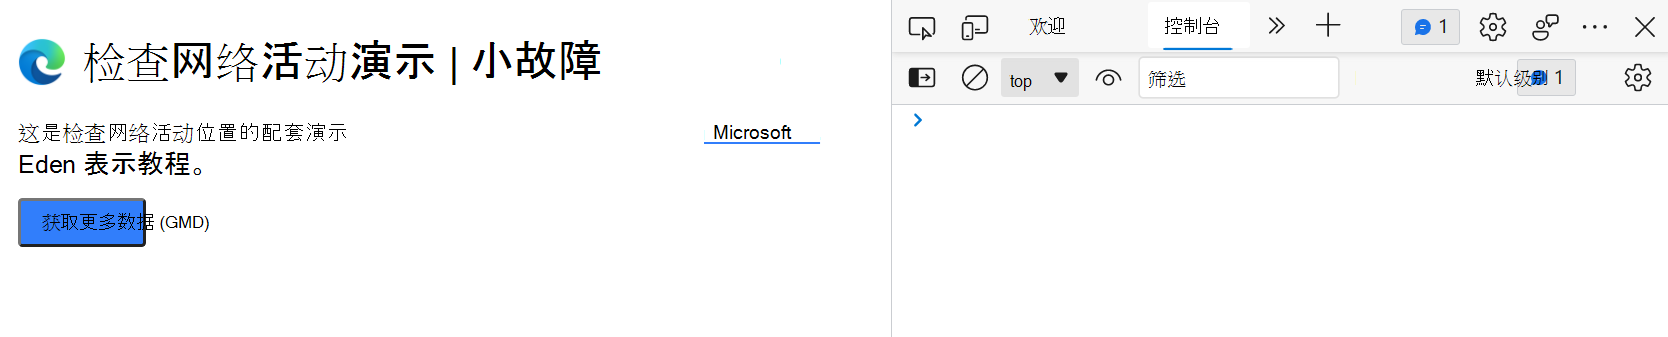 检查网络活动演示 | 小故障
这是检查网络活动位置的配套演示
Microsoft
Eden 表示教程。
获取更多数据 (GMD)
欢迎
控制台
1
top
筛选
默认级别
1